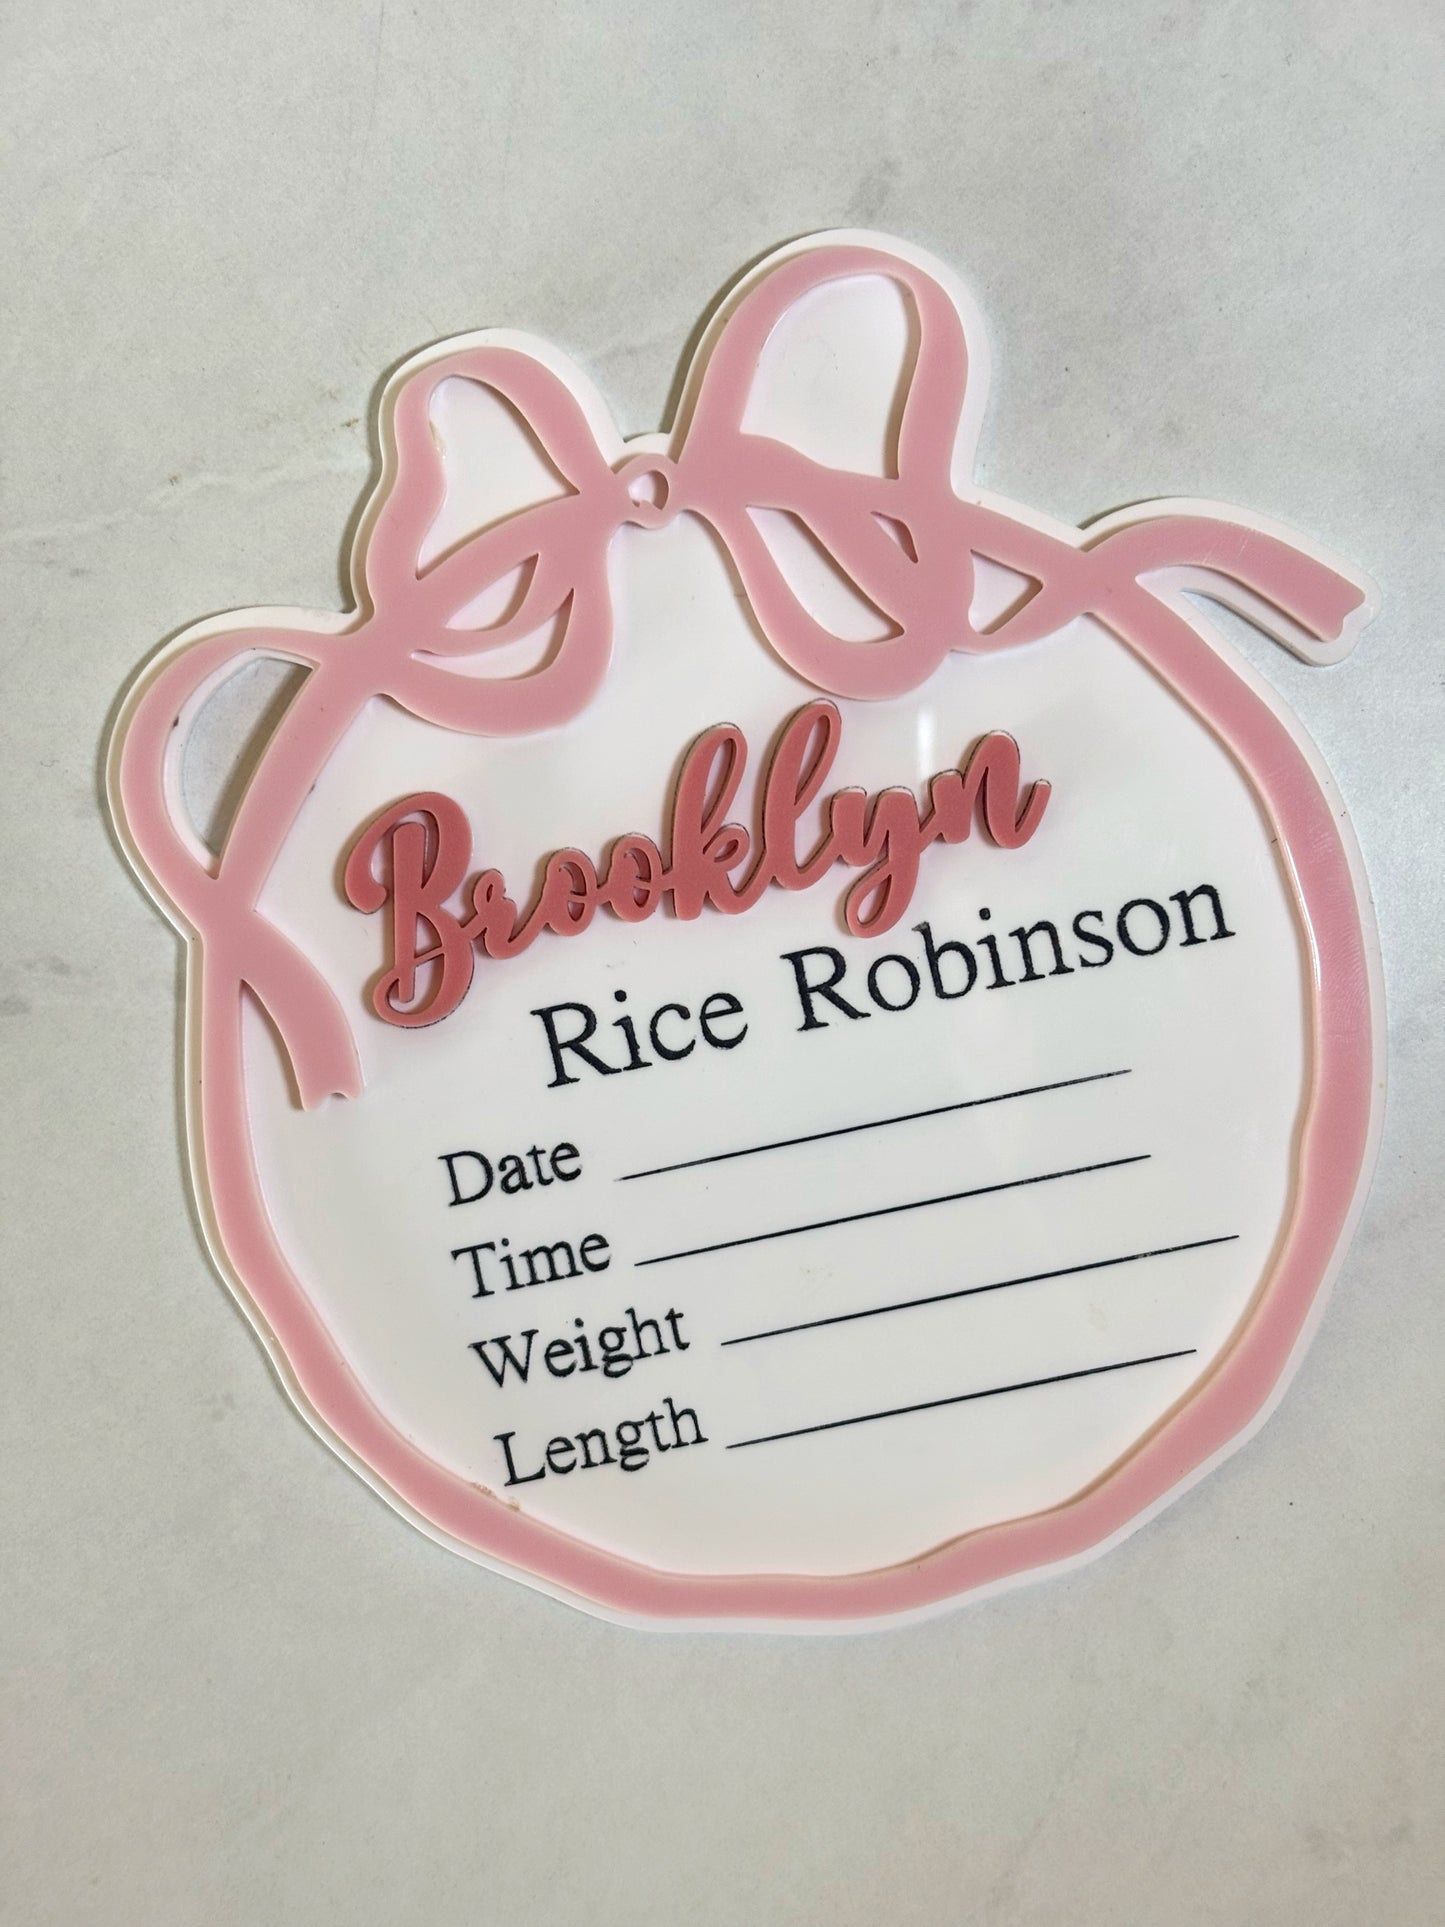 Brooklyn
Rice Robinson
Date
Time
Weight
Length